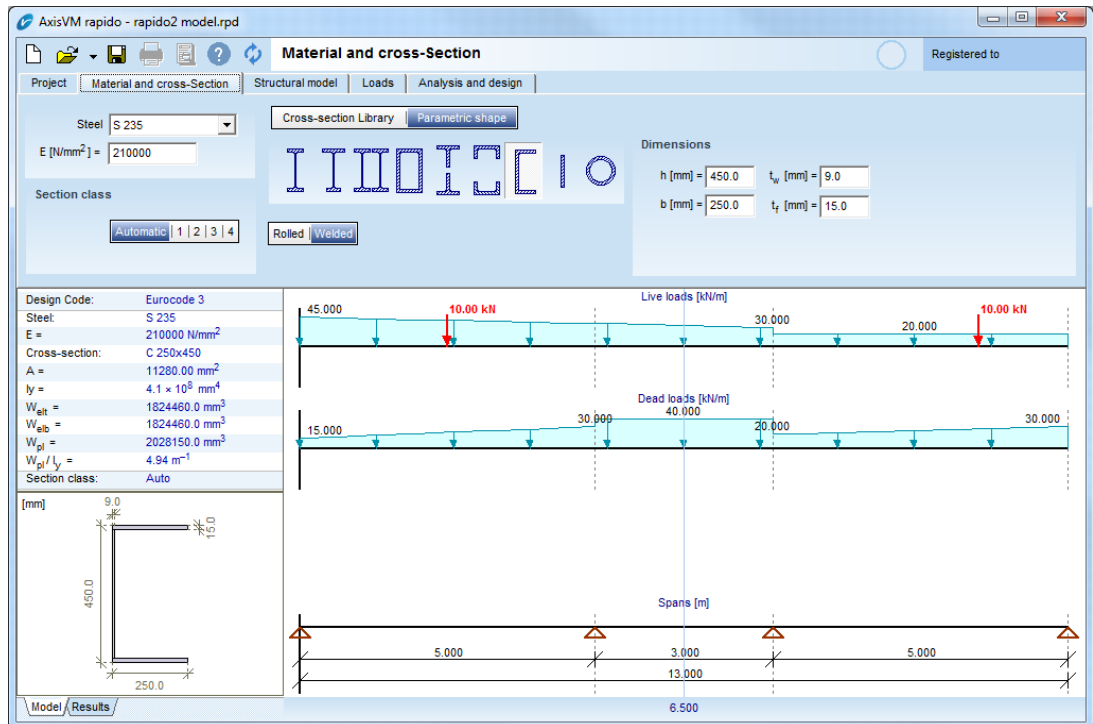 AxisVM rapido - rapido2 model.rpd
Material and cross-Section
Registered to
Project Material and cross-Section Structural model Loads Analysis and design
Steel S 235
E [N/mm2] = 210000
Section class
Automatic 1 2 3 4
Cross-section Library Parametric shape
Rolled Welded
Dimensions
h [mm] = 450.0 tw [mm] = 9.0
b [mm] = 250.0 tf [mm] = 15.0
Design Code: Eurocode 3
Steel: S 235
E = 210000 N/mm2
Cross-section: C 250x450
A = 11280.00 mm2
Iy = 4.1 × 10^8 mm4
Welt = 1824460.0 mm3
Welb = 1824460.0 mm3
Wpl = 2028150.0 mm3
Wpl / Iy = 4.94 m−1
Section class: Auto
[mm]
9.0
15.0
450.0
250.0
Model Results
Live loads [kN/m]
45.000 10.00 kN 30.000 20.000 10.00 kN
Dead loads [kN/m]
15.000 30.000 40.000 20.000 30.000
Spans [m]
5.000 3.000 5.000
13.000
6.500